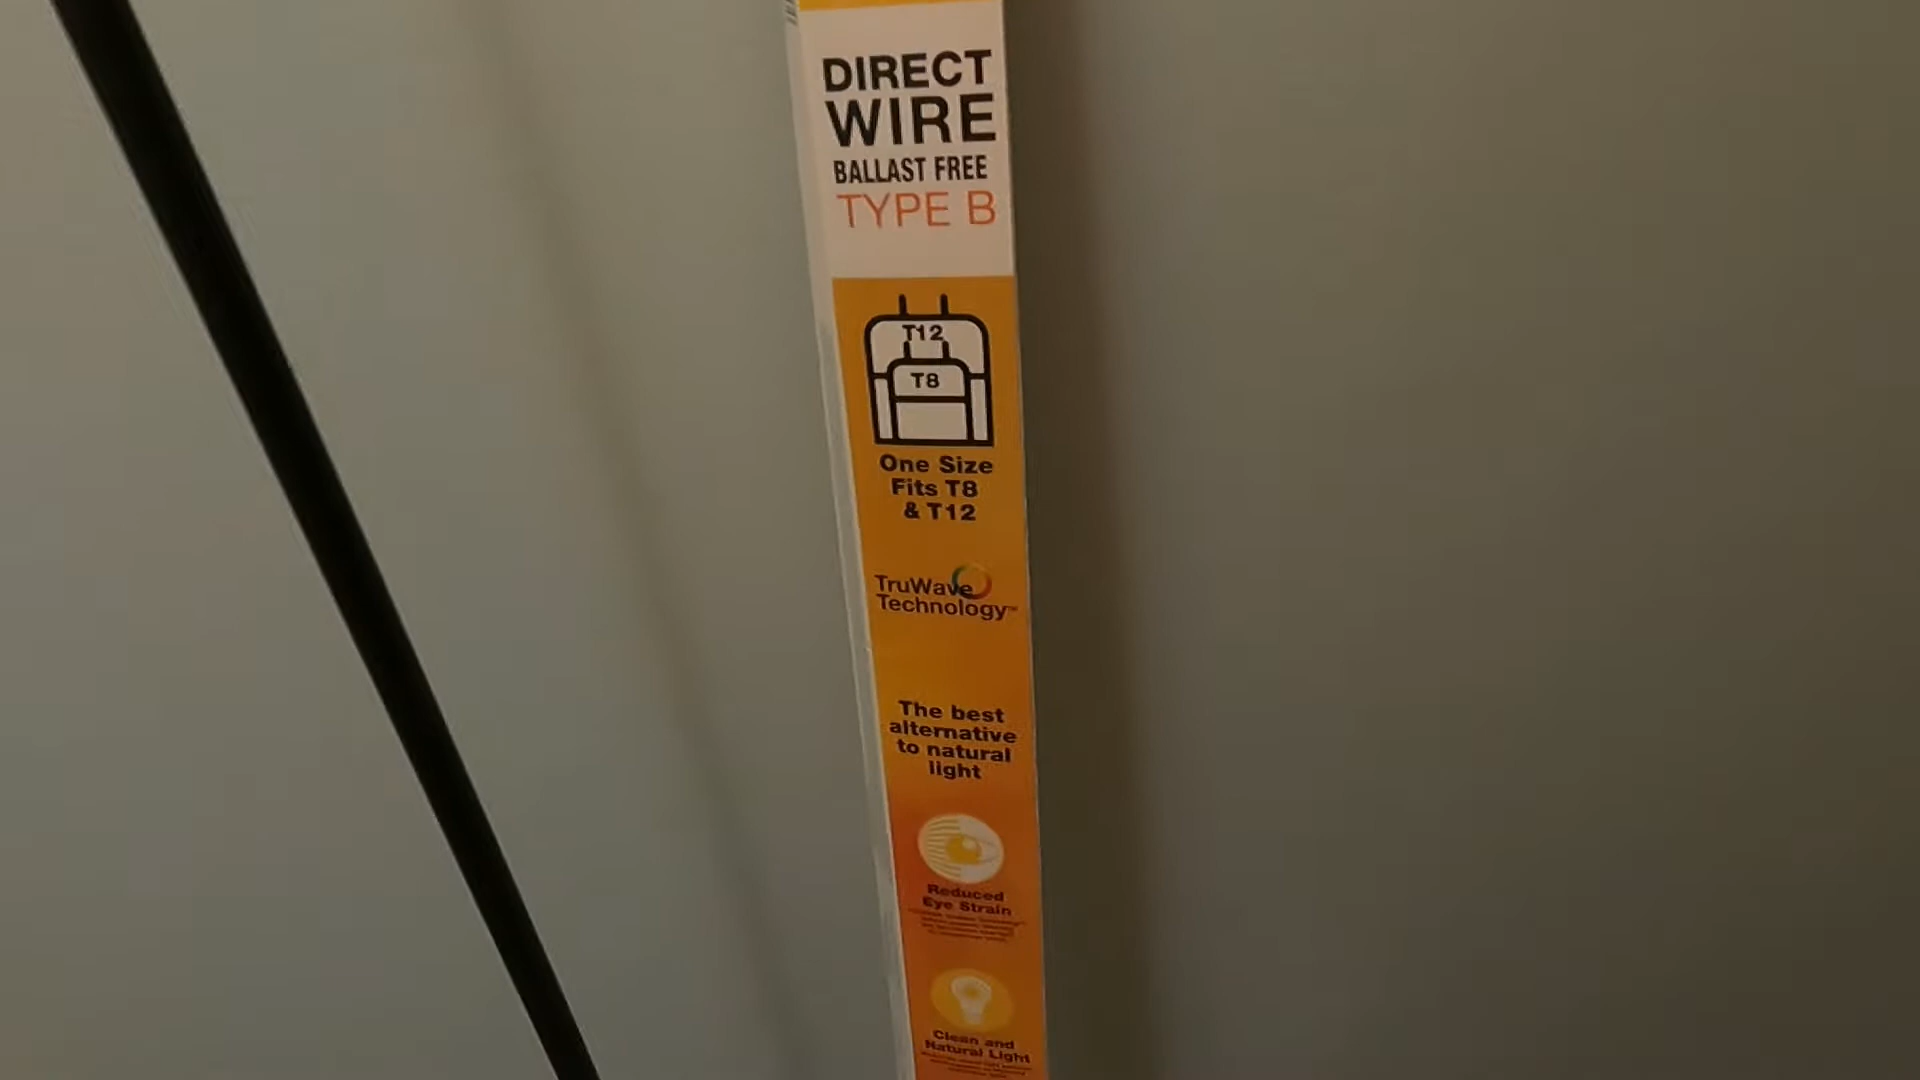 DIRECT
WIRE
BALLAST FREE
TYPE B
T12
T8
One Size
Fits T8
& T12
TruWave
Technology™
The best
alternative
to natural
light
Reduced
Eye Strain
Clean and
Natural Light